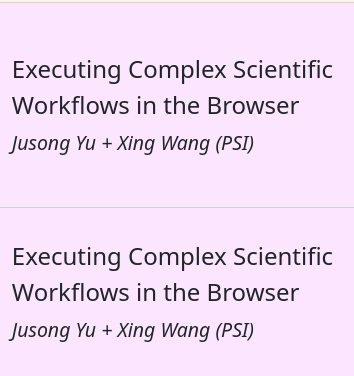 Executing Complex Scientific
Workflows in the Browser
Jusong Yu + Xing Wang (PSI)
Executing Complex Scientific
Workflows in the Browser
Jusong Yu + Xing Wang (PSI)